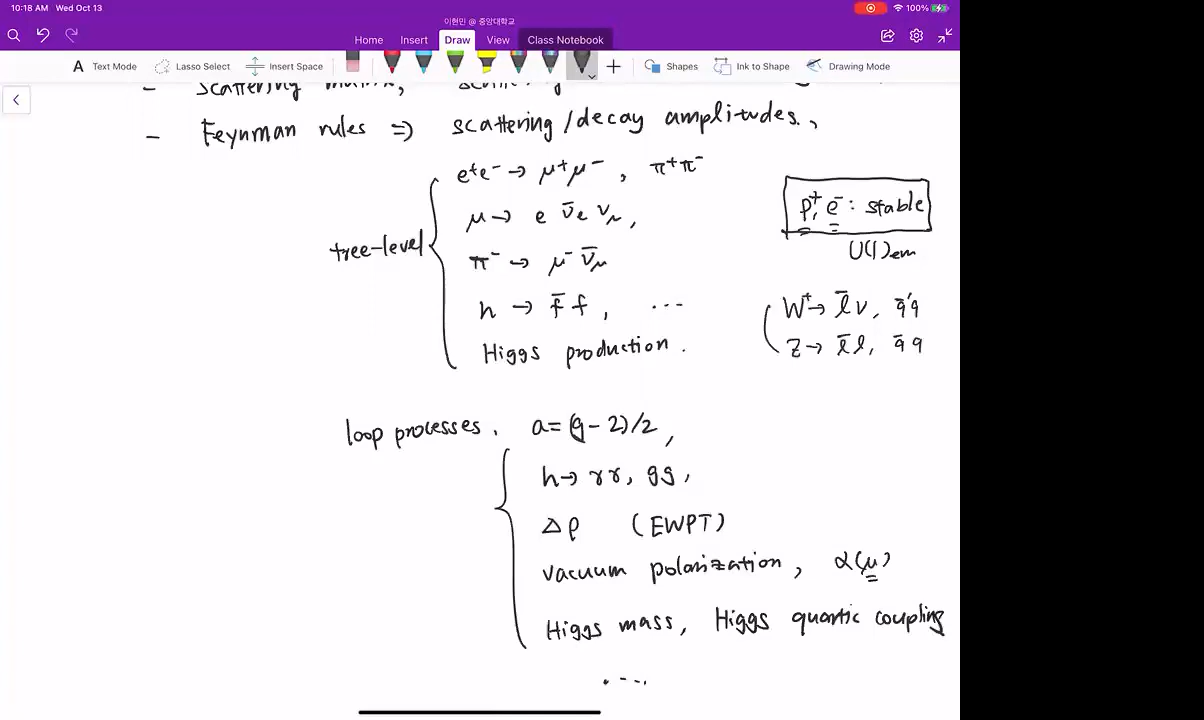 10:18 AM Wed Oct 13
100%
이현민 @ 중앙대학교
Home Insert Draw View Class Notebook
Text Mode Lasso Select Insert Space Shapes Ink to Shape Drawing Mode
- scattering
- Feynman rules ⇒ scattering/decay amplitudes.,
tree-level
e⁺e⁻ → μ⁺μ⁻, π⁺π⁻
μ → e ν̄e νμ,
π⁻ → μ⁻ ν̄μ
h → f̄ f, ...
Higgs production.
p⁺, e⁻ : stable
U(1)em
W⁺ → l̄ν, q̄'q
Z → l̄l, q̄q
loop processes. a = (g-2)/2,
h → γγ, gg,
Δρ (EWPT)
vacuum polarization, α(μ)
Higgs mass, Higgs quartic coupling
....